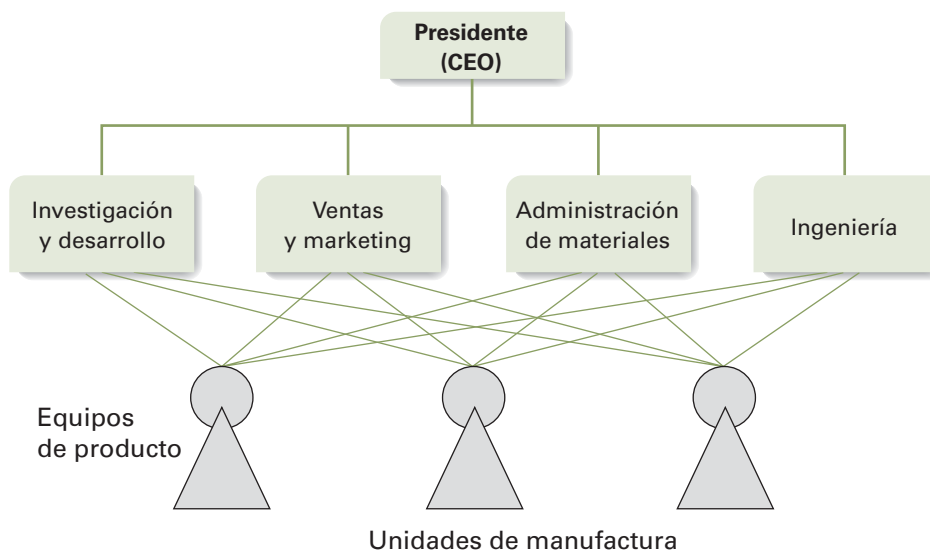 Presidente
(CEO)
Investigación
y desarrollo
Ventas
y marketing
Administración
de materiales
Ingeniería
Equipos
de producto
Unidades de manufactura